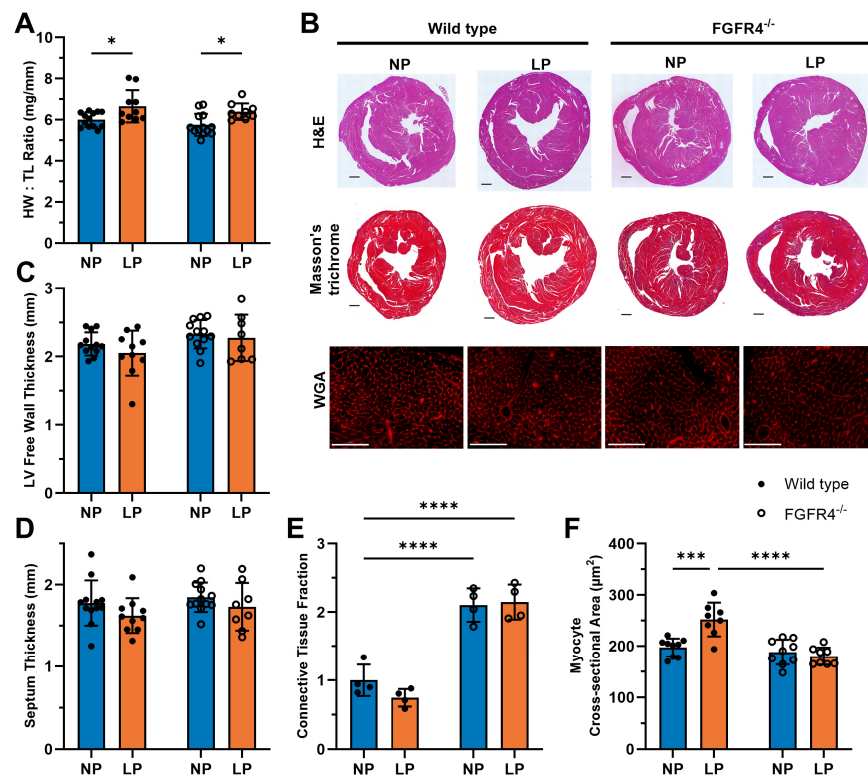 A
HW : TL Ratio (mg/mm)
10
8
6
4
2
0
*
*
NP
LP
NP
LP
B
Wild type
FGFR4-/-
NP
LP
NP
LP
H&E
Masson's
trichrome
WGA
C
LV Free Wall Thickness (mm)
3
2
1
0
NP
LP
NP
LP
Wild type
FGFR4-/-
D
Septum Thickness (mm)
3
2
1
0
NP
LP
NP
LP
E
Connective Tissue Fraction
3
2
1
0
****
****
NP
LP
NP
LP
F
Myocyte
Cross-sectional Area (μm²)
400
300
200
100
0
***
****
NP
LP
NP
LP